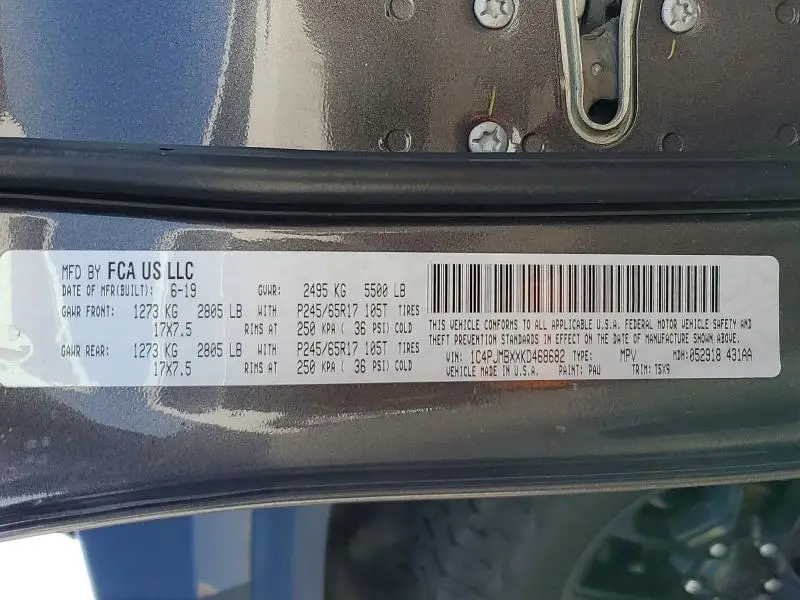 MFD BY FCA US LLC
DATE OF MFR(BUILT): 6-19 GVWR: 2495 KG 5500 LB
GAWR FRONT: 1273 KG 2805 LB WITH P245/65R17 105T TIRES
17X7.5 RIMS AT 250 KPA ( 36 PSI) COLD
GAWR REAR: 1273 KG 2805 LB WITH P245/65R17 105T TIRES
17X7.5 RIMS AT 250 KPA ( 36 PSI) COLD
THIS VEHICLE CONFORMS TO ALL APPLICABLE U.S.A. FEDERAL MOTOR VEHICLE SAFETY AND
THEFT PREVENTION STANDARDS IN EFFECT ON THE DATE OF MANUFACTURE SHOWN ABOVE.
VIN: 1C4PJMBXXKD468682 TYPE: MPV MDH: 052918 431AA
VEHICLE MADE IN U.S.A. PAINT: PAU TRIM: TSX9